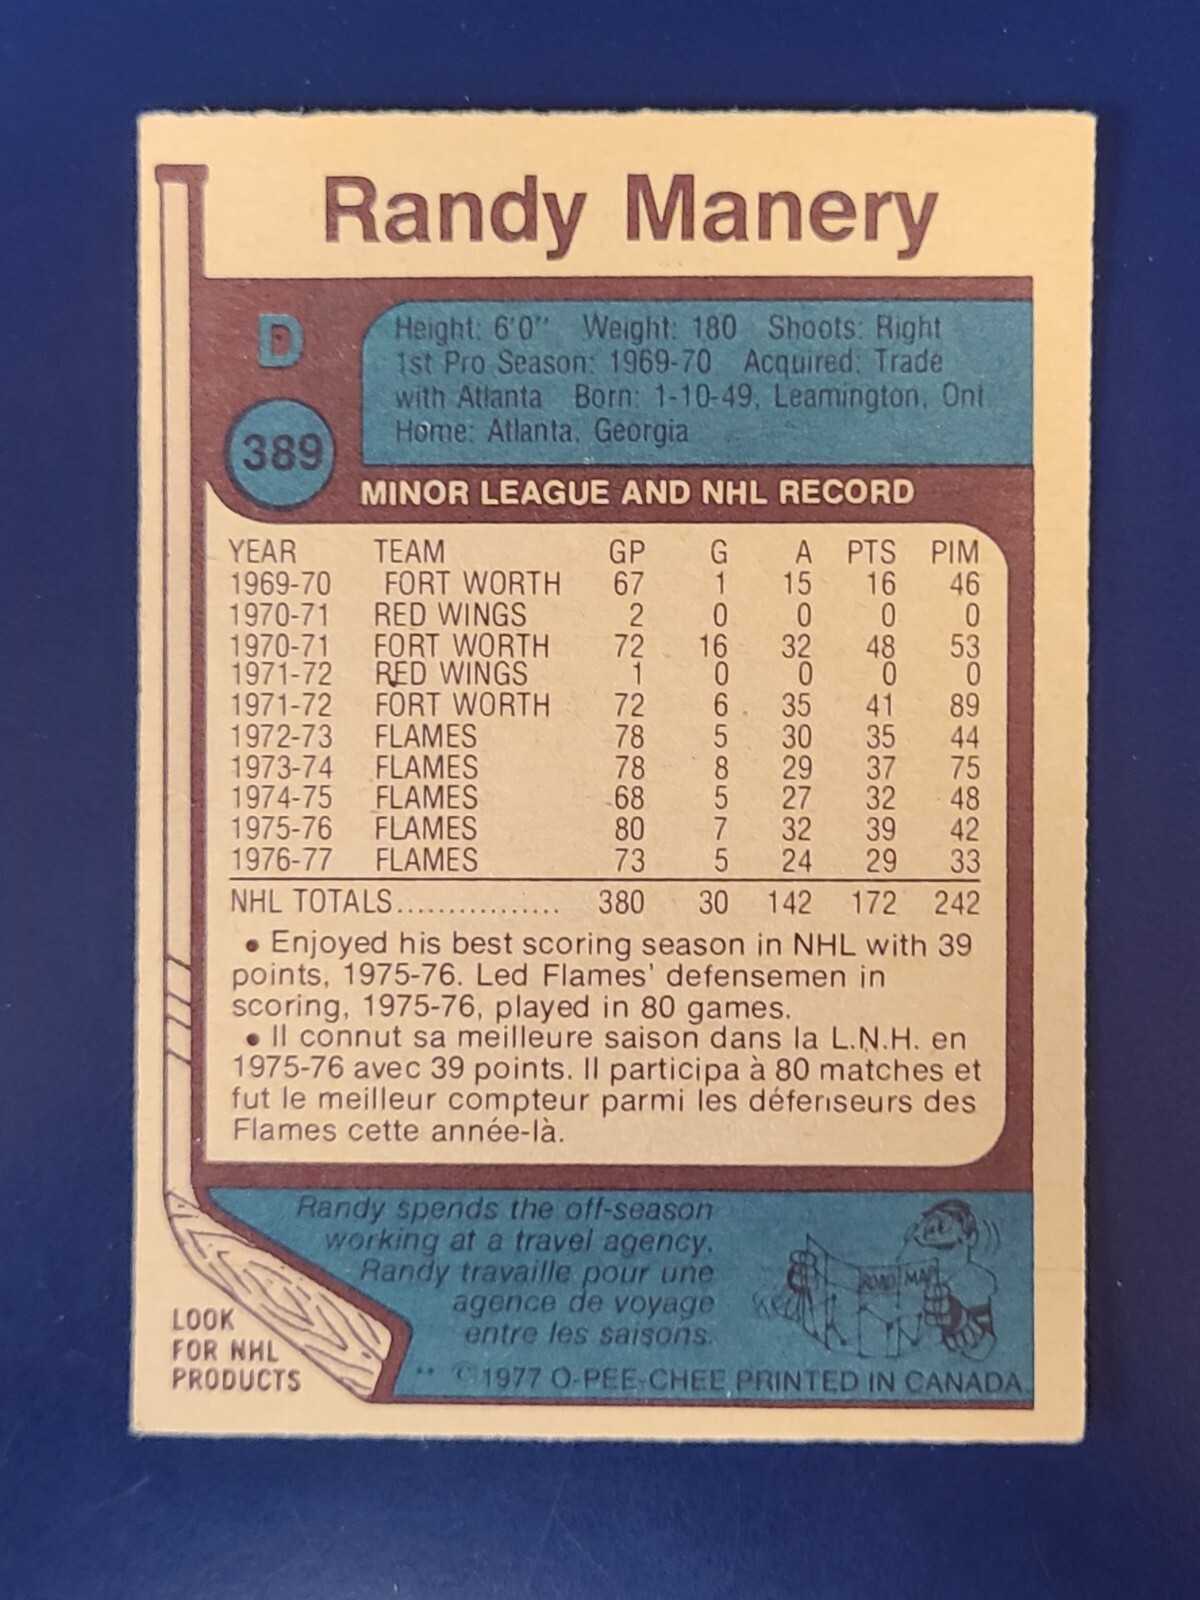 Randy Manery
D
389
Height: 6'0" Weight: 180 Shoots: Right
1st Pro Season: 1969-70 Acquired: Trade
with Atlanta Born: 1-10-49, Leamington, Ont.
Home: Atlanta, Georgia
MINOR LEAGUE AND NHL RECORD
YEAR TEAM GP G A PTS PIM
1969-70 FORT WORTH 67 1 15 16 46
1970-71 RED WINGS 2 0 0 0 0
1970-71 FORT WORTH 72 16 32 48 53
1971-72 RED WINGS 1 0 0 0 0
1971-72 FORT WORTH 72 6 35 41 89
1972-73 FLAMES 78 5 30 35 44
1973-74 FLAMES 78 8 29 37 75
1974-75 FLAMES 68 5 27 32 48
1975-76 FLAMES 80 7 32 39 42
1976-77 FLAMES 73 5 24 29 33
NHL TOTALS................ 380 30 142 172 242
• Enjoyed his best scoring season in NHL with 39
points, 1975-76. Led Flames' defensemen in
scoring, 1975-76, played in 80 games.
• Il connut sa meilleure saison dans la L.N.H. en
1975-76 avec 39 points. Il participa à 80 matches et
fut le meilleur compteur parmi les défenseurs des
Flames cette année-là.
Randy spends the off-season
working at a travel agency.
Randy travaille pour une
agence de voyage
entre les saisons.
ROAD MAP
LOOK
FOR NHL
PRODUCTS
** ©1977 O-PEE-CHEE PRINTED IN CANADA